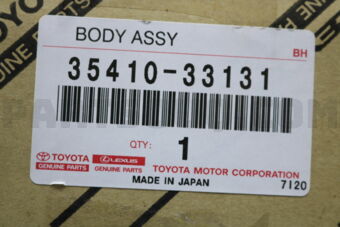 BODY ASSY
BH
35410-33131
QTY: 1
TOYOTA GENUINE PARTS
LEXUS GENUINE PARTS
TOYOTA MOTOR CORPORATION
MADE IN JAPAN
7120